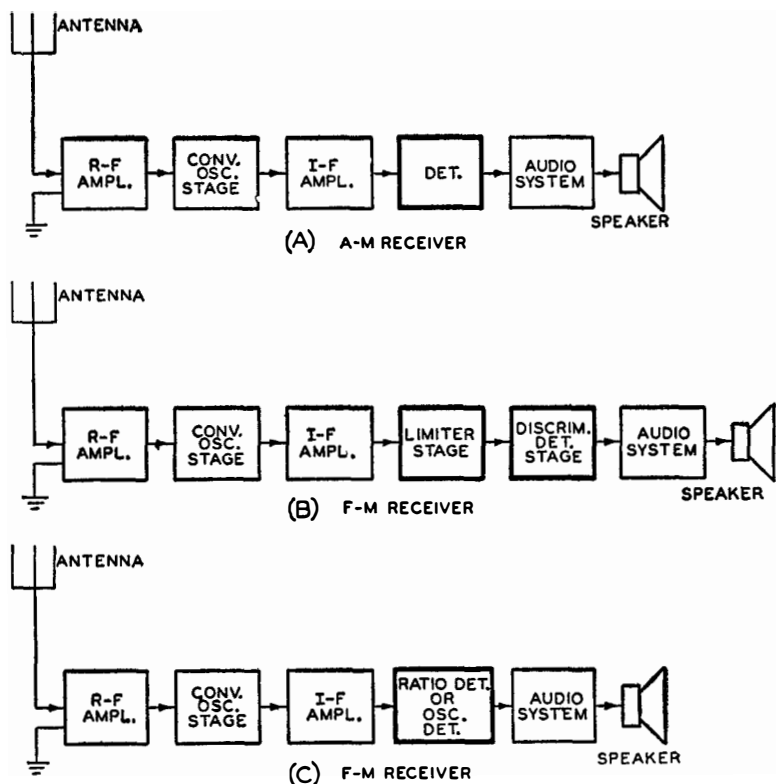 ANTENNA
R-F
AMPL.
CONV.
OSC.
STAGE
I-F
AMPL.
DET.
AUDIO
SYSTEM
SPEAKER
(A) A-M RECEIVER
ANTENNA
R-F
AMPL.
CONV.
OSC.
STAGE
I-F
AMPL.
LIMITER
STAGE
DISCRIM.
DET.
STAGE
AUDIO
SYSTEM
SPEAKER
(B) F-M RECEIVER
ANTENNA
R-F
AMPL.
CONV.
OSC.
STAGE
I-F
AMPL.
RATIO DET.
OR
OSC.
DET.
AUDIO
SYSTEM
SPEAKER
(C) F-M RECEIVER